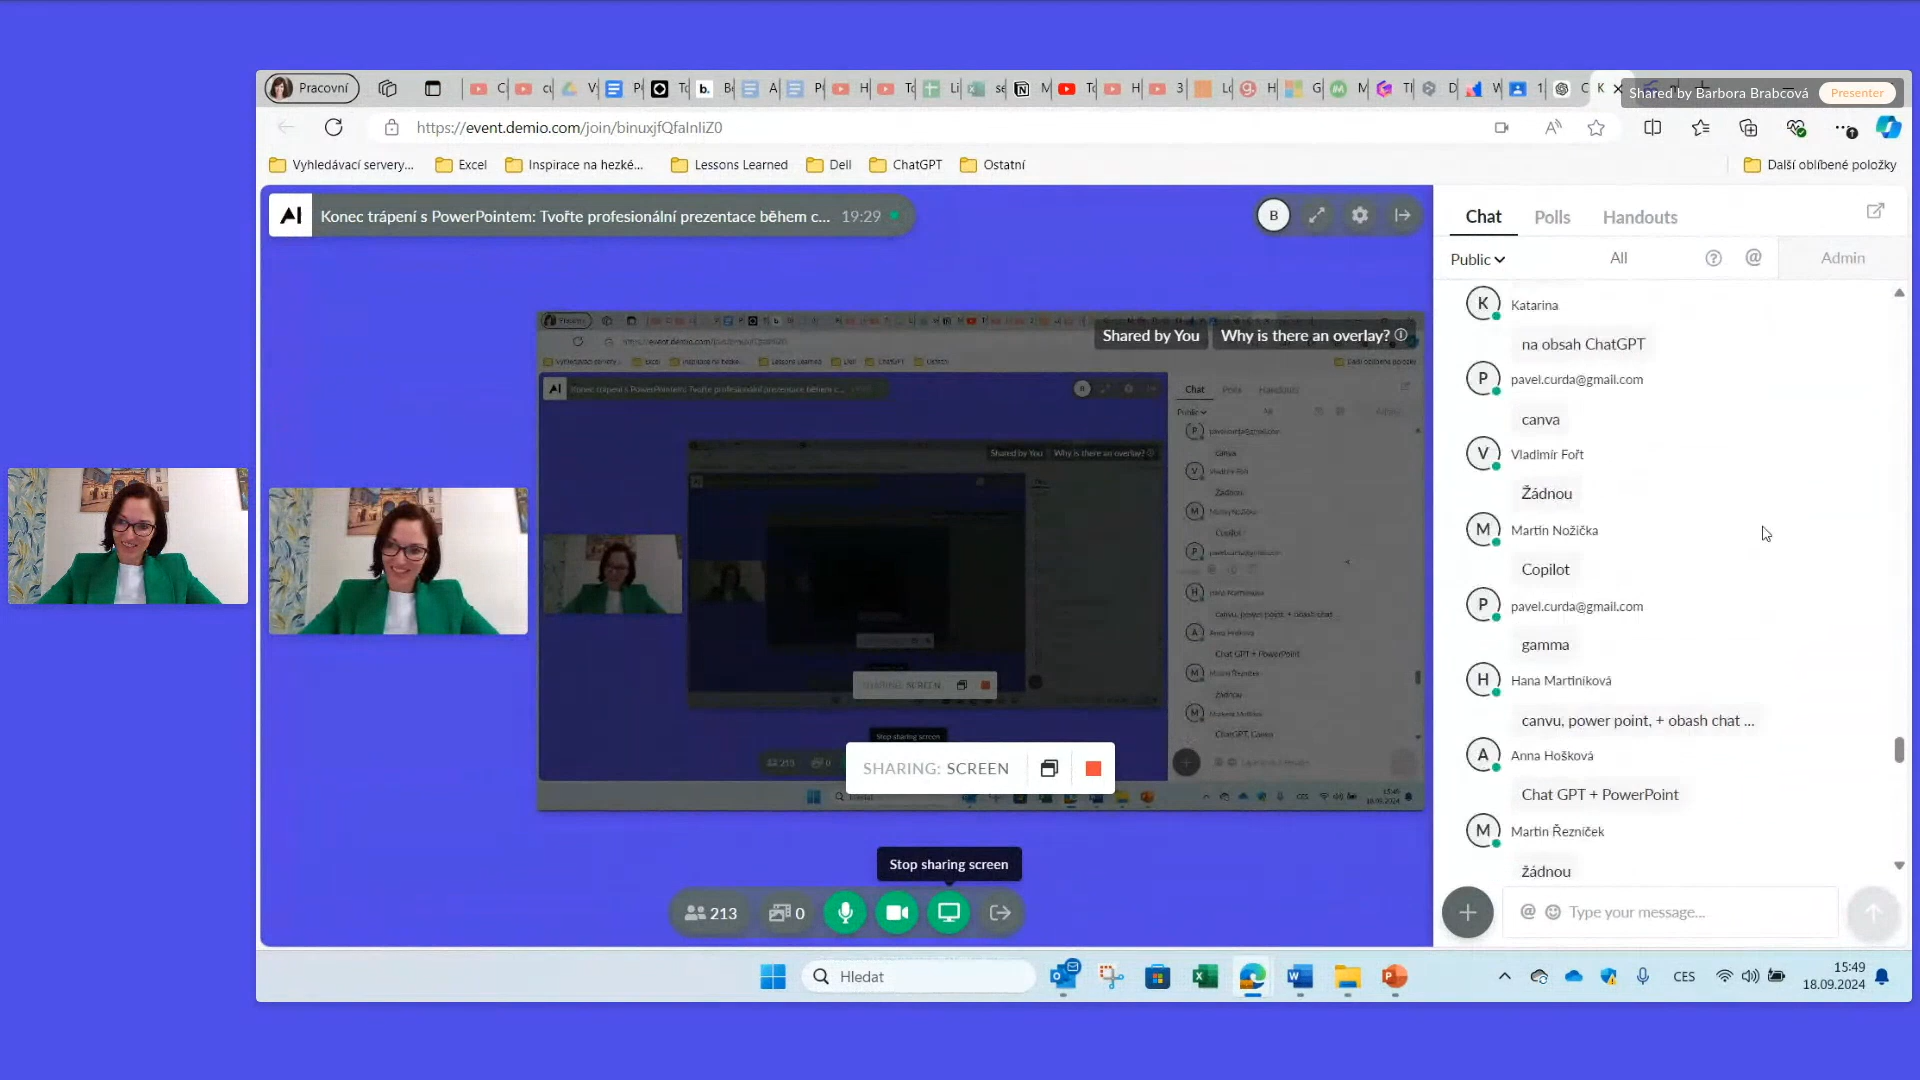 Pracovní
Shared by Barbora Brabcová
Presenter
https://event.demio.com/join/binuxjfQfaInIiZ0
Vyhledávací servery...
Excel
Inspirace na hezké...
Lessons Learned
Dell
ChatGPT
Ostatní
Další oblíbené položky
AI
Konec trápení s PowerPointem: Tvořte profesionální prezentace během c...
19:29
B
Chat
Polls
Handouts
Public
All
Admin
K
Katarina
na obsah ChatGPT
P
pavel.curda@gmail.com
canva
V
Vladimír Fořt
Žádnou
M
Martin Nožička
Copilot
P
pavel.curda@gmail.com
gamma
H
Hana Martiníková
canvu, power point, + obash chat ...
A
Anna Hošková
Chat GPT + PowerPoint
M
Martin Řezníček
žádnou
Type your message...
Shared by You
Why is there an overlay?
SHARING: SCREEN
Stop sharing screen
213
0
Hledat
CES
15:49
18.09.2024